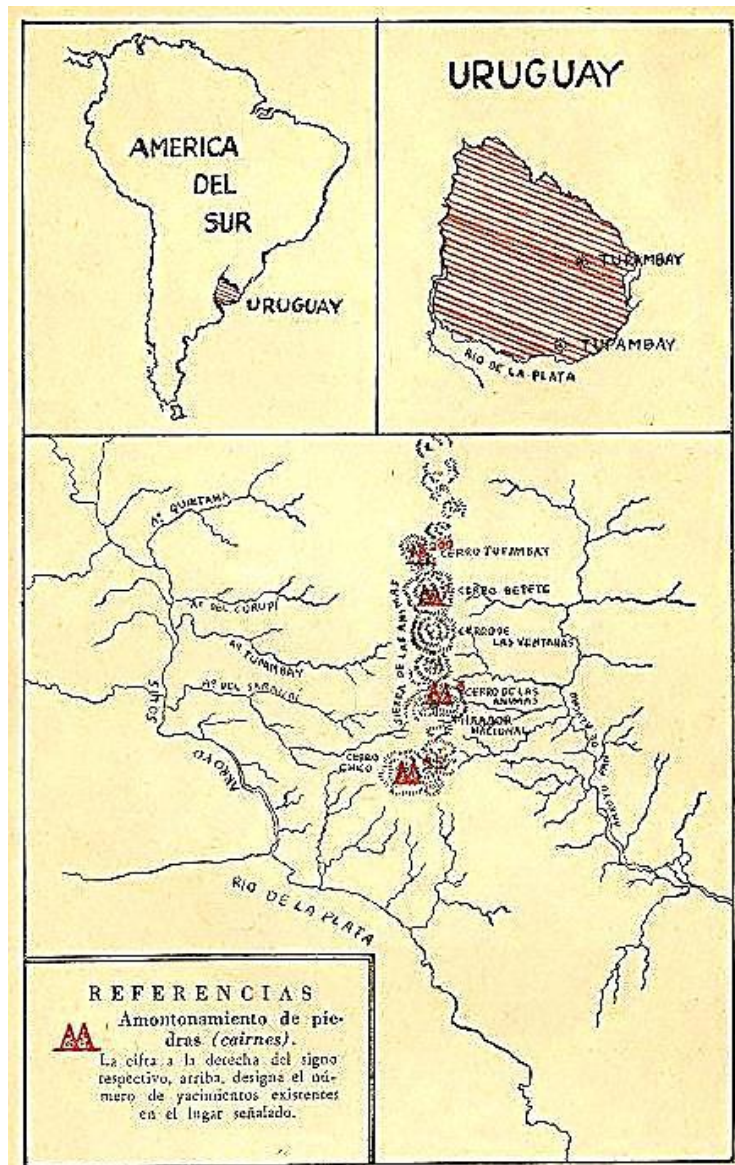 AMERICA
DEL
SUR
URUGUAY
URUGUAY
TUPAMBAY
TUPAMBAY
RIO DE LA PLATA
Aº QUINTANA
Aº DEL CURUPÍ
Aº TUPAMBAY
Aº DEL SARANDÍ
ARROYO
SOLIS
SIERRA DE LAS ANIMAS
CERRO TUPAMBAY
CERRO BETETE
CERRO DE
LAS VENTANAS
CERRO DE LAS
ANIMAS
MIRADOR
NACIONAL
CERRO
CHICO
RIO DE LA PLATA
REFERENCIAS
Amontonamiento de pie-
dras (cairnes).
La cifra a la derecha del signo
respectivo, arriba, designa el nú-
mero de yacimientos existentes
en el lugar señalado.